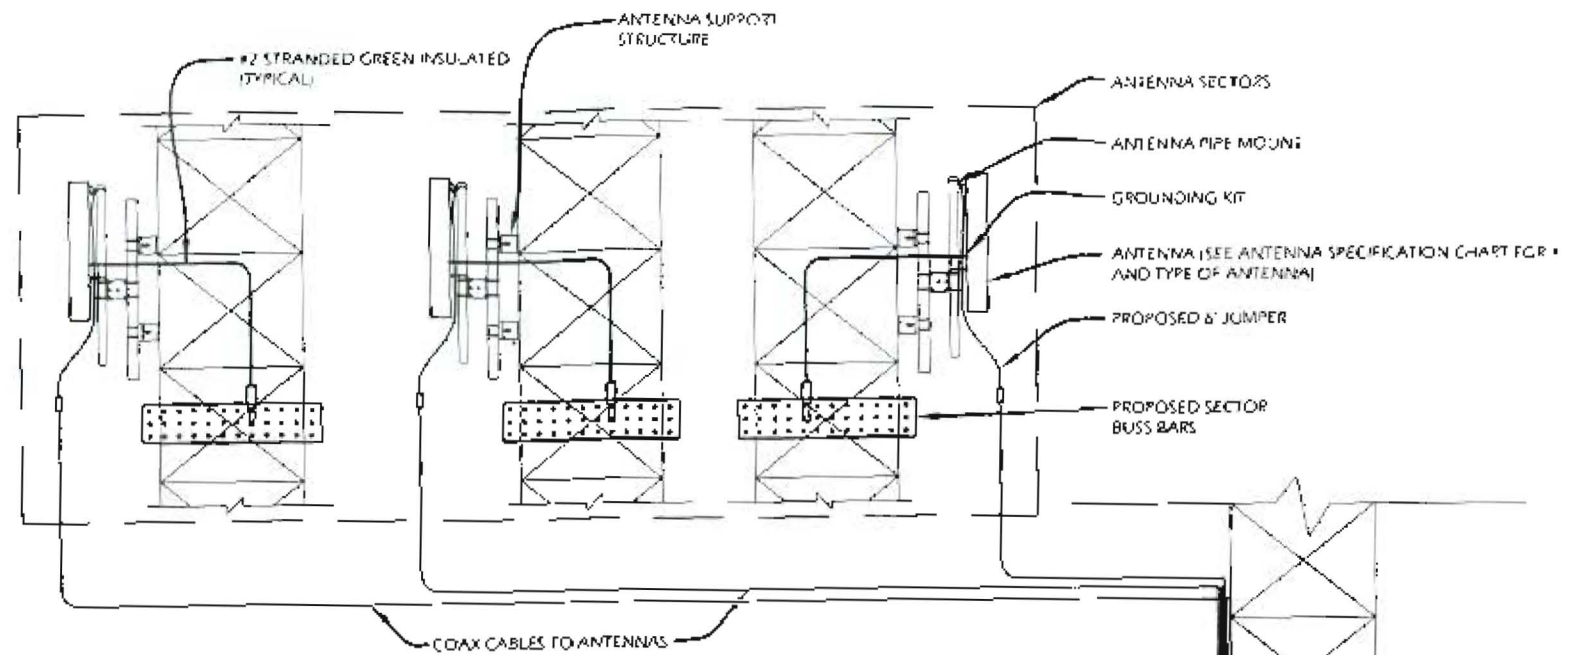 ANTENNA SUPPORT
STRUCTURE
#2 STRANDED GREEN INSULATED
(TYPICAL)
ANTENNA SECTORS
ANTENNA PIPE MOUNT
GROUNDING KIT
ANTENNA (SEE ANTENNA SPECIFICATION CHART FOR #
AND TYPE OF ANTENNA)
PROPOSED 6' JUMPER
PROPOSED SECTOR
BUSS BARS
COAX CABLES TO ANTENNAS